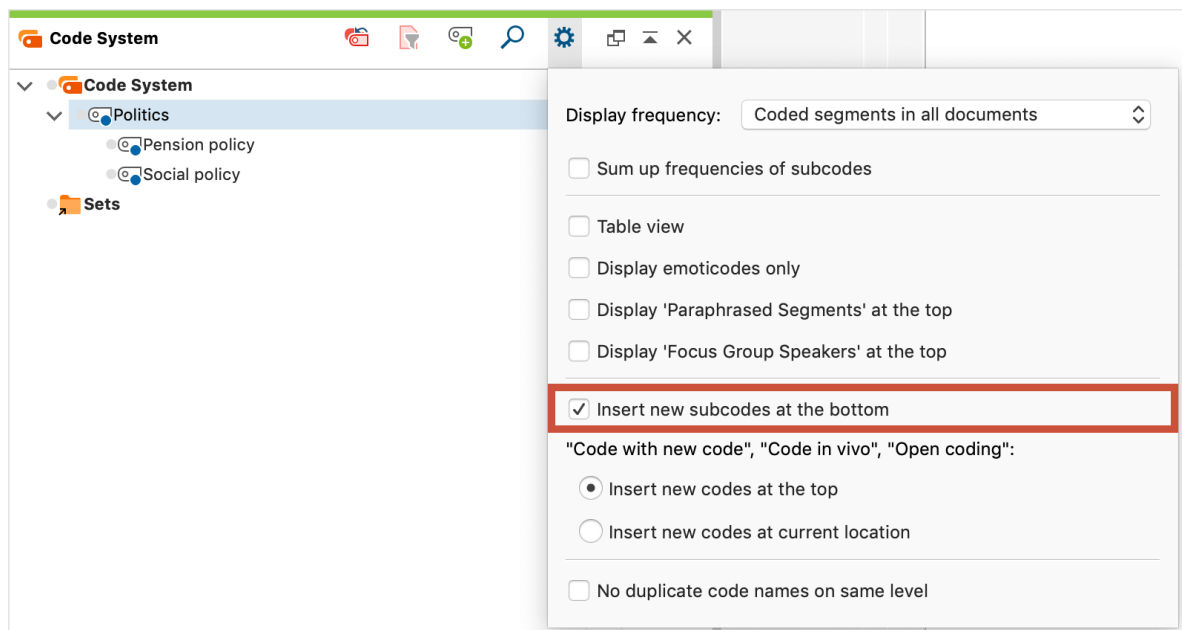 Code System
Code System
Politics
Pension policy
Social policy
Sets
Display frequency: Coded segments in all documents
Sum up frequencies of subcodes
Table view
Display emoticodes only
Display 'Paraphrased Segments' at the top
Display 'Focus Group Speakers' at the top
Insert new subcodes at the bottom
"Code with new code", "Code in vivo", "Open coding":
Insert new codes at the top
Insert new codes at current location
No duplicate code names on same level